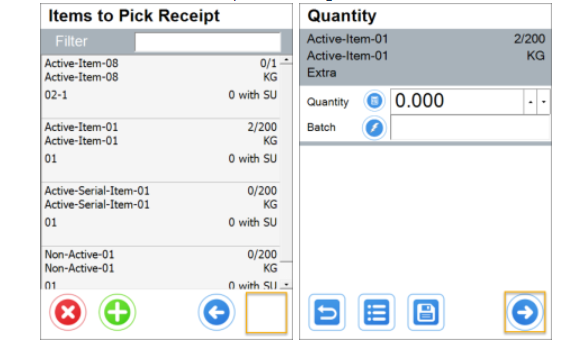 Items to Pick Receipt
Filter
Active-Item-08 0/1
Active-Item-08 KG
02-1 0 with SU
Active-Item-01 2/200
Active-Item-01 KG
01 0 with SU
Active-Serial-Item-01 0/200
Active-Serial-Item-01 KG
01 0 with SU
Non-Active-01 0/200
Non-Active-01 KG
01 0 with SU
Quantity
Active-Item-01 2/200
Active-Item-01 KG
Extra
Quantity 0.000
Batch